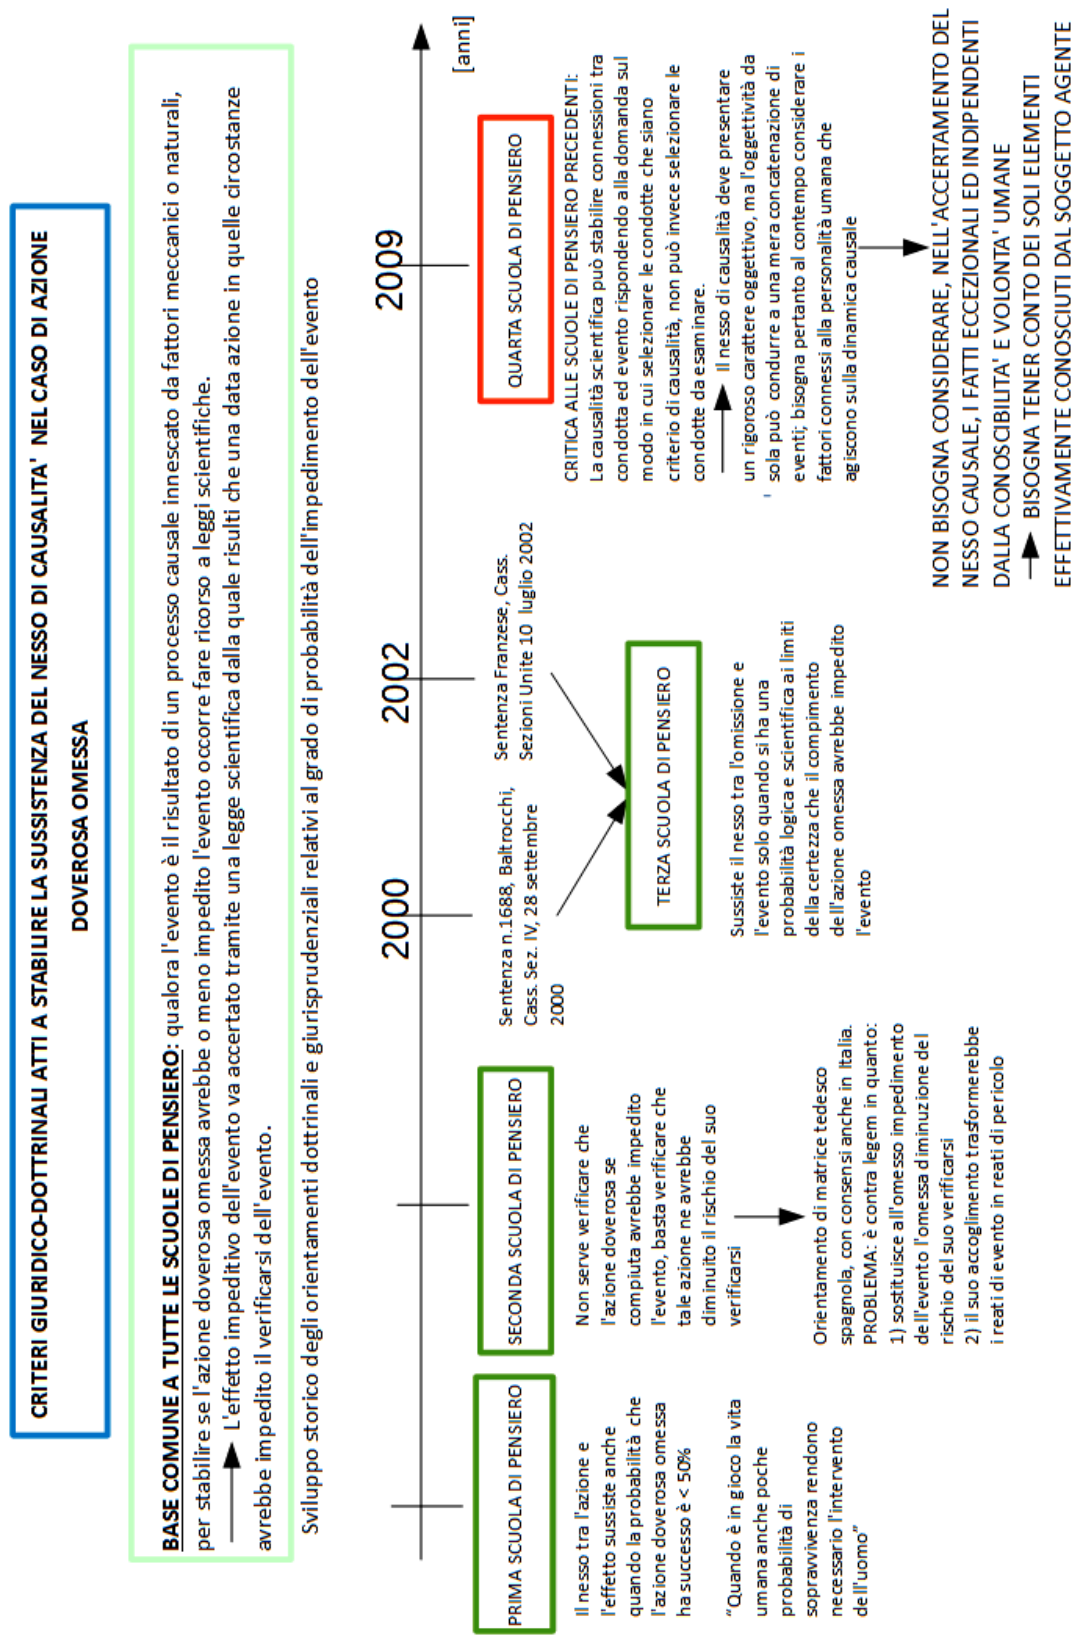 CRITERI GIURIDICO-DOTTRINALI ATTI A STABILIRE LA SUSSISTENZA DEL NESSO DI CAUSALITA' NEL CASO DI AZIONE
DOVEROSA OMESSA
BASE COMUNE A TUTTE LE SCUOLE DI PENSIERO: qualora l'evento è il risultato di un processo causale innescato da fattori meccanici o naturali,
per stabilire se l'azione doverosa omessa avrebbe o meno impedito l'evento occorre fare ricorso a leggi scientifiche.
L'effetto impeditivo dell'evento va accertato tramite una legge scientifica dalla quale risulti che una data azione in quelle circostanze
avrebbe impedito il verificarsi dell'evento.
Sviluppo storico degli orientamenti dottrinali e giurisprudenziali relativi al grado di probabilità dell'impedimento dell'evento
2000
2002
2009
[anni]
PRIMA SCUOLA DI PENSIERO
Il nesso tra l'azione e
l'effetto sussiste anche
quando la probabilità che
l'azione doverosa omessa
ha successo è < 50%
"Quando è in gioco la vita
umana anche poche
probabilità di
sopravvivenza rendono
necessario l'intervento
dell'uomo"
SECONDA SCUOLA DI PENSIERO
Non serve verificare che
l'azione doverosa se
compiuta avrebbe impedito
l'evento, basta verificare che
tale azione ne avrebbe
diminuito il rischio del suo
verificarsi
Orientamento di matrice tedesco
spagnola, con consensi anche in Italia.
PROBLEMA: è contra legem in quanto:
1) sostituisce all'omesso impedimento
dell'evento l'omessa diminuzione del
rischio del suo verificarsi
2) il suo accoglimento trasformerebbe
i reati di evento in reati di pericolo
Sentenza n.1688, Baltrocchi,
Cass. Sez. IV, 28 settembre
2000
Sentenza Franzese, Cass.
Sezioni Unite 10 luglio 2002
TERZA SCUOLA DI PENSIERO
Sussiste il nesso tra l'omissione e
l'evento solo quando si ha una
probabilità logica e scientifica ai limiti
della certezza che il compimento
dell'azione omessa avrebbe impedito
l'evento
QUARTA SCUOLA DI PENSIERO
CRITICA ALLE SCUOLE DI PENSIERO PRECEDENTI:
La causalità scientifica può stabilire connessioni tra
condotta ed evento rispondendo alla domanda sul
modo in cui selezionare le condotte che siano
criterio di causalità, non può invece selezionare le
condotte da esaminare.
Il nesso di causalità deve presentare
un rigoroso carattere oggettivo, ma l'oggettività da
sola può condurre a una mera concatenazione di
eventi; bisogna pertanto al contempo considerare i
fattori connessi alla personalità umana che
agiscono sulla dinamica causale
NON BISOGNA CONSIDERARE, NELL'ACCERTAMENTO DEL
NESSO CAUSALE, I FATTI ECCEZIONALI ED INDIPENDENTI
DALLA CONOSCIBILITA' E VOLONTA' UMANE
BISOGNA TENER CONTO DEI SOLI ELEMENTI
EFFETTIVAMENTE CONOSCIUTI DAL SOGGETTO AGENTE